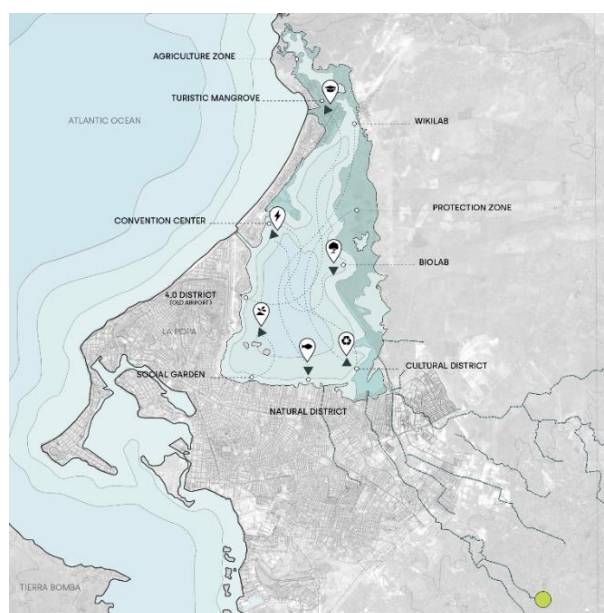 AGRICULTURE ZONE
TURISTIC MANGROVE
ATLANTIC OCEAN
WIKILAB
PROTECTION ZONE
CONVENTION CENTER
BIOLAB
4.0 DISTRICT
(OLD AIRPORT)
LA POPA
SOCIAL GARDEN
CULTURAL DISTRICT
NATURAL DISTRICT
TIERRA BOMBA